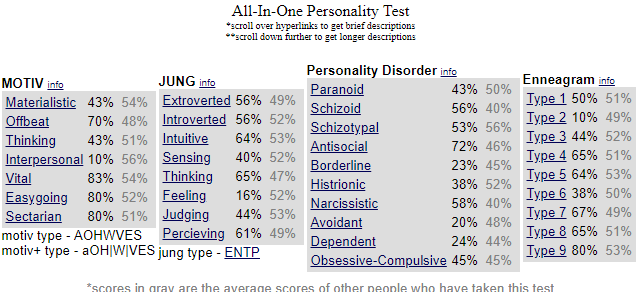 All-In-One Personality Test
*scroll over hyperlinks to get brief descriptions
**scroll down further to get longer descriptions
MOTIV info
Materialistic 43% 54%
Offbeat 70% 48%
Thinking 43% 51%
Interpersonal 10% 56%
Vital 83% 54%
Easygoing 80% 52%
Sectarian 80% 51%
motiv type - AOHWVES
motiv+ type - aOH|W|VES
JUNG info
Extroverted 56% 49%
Introverted 56% 52%
Intuitive 64% 53%
Sensing 40% 52%
Thinking 65% 47%
Feeling 16% 52%
Judging 44% 53%
Percieving 61% 49%
jung type - ENTP
Personality Disorder info
Paranoid 43% 50%
Schizoid 56% 40%
Schizotypal 53% 56%
Antisocial 72% 46%
Borderline 23% 45%
Histrionic 38% 52%
Narcissistic 58% 40%
Avoidant 20% 48%
Dependent 24% 44%
Obsessive-Compulsive 45% 45%
Enneagram info
Type 1 50% 51%
Type 2 10% 49%
Type 3 44% 52%
Type 4 65% 51%
Type 5 64% 53%
Type 6 38% 50%
Type 7 67% 49%
Type 8 65% 51%
Type 9 80% 53%
*scores in gray are the average scores of other people who have taken this test